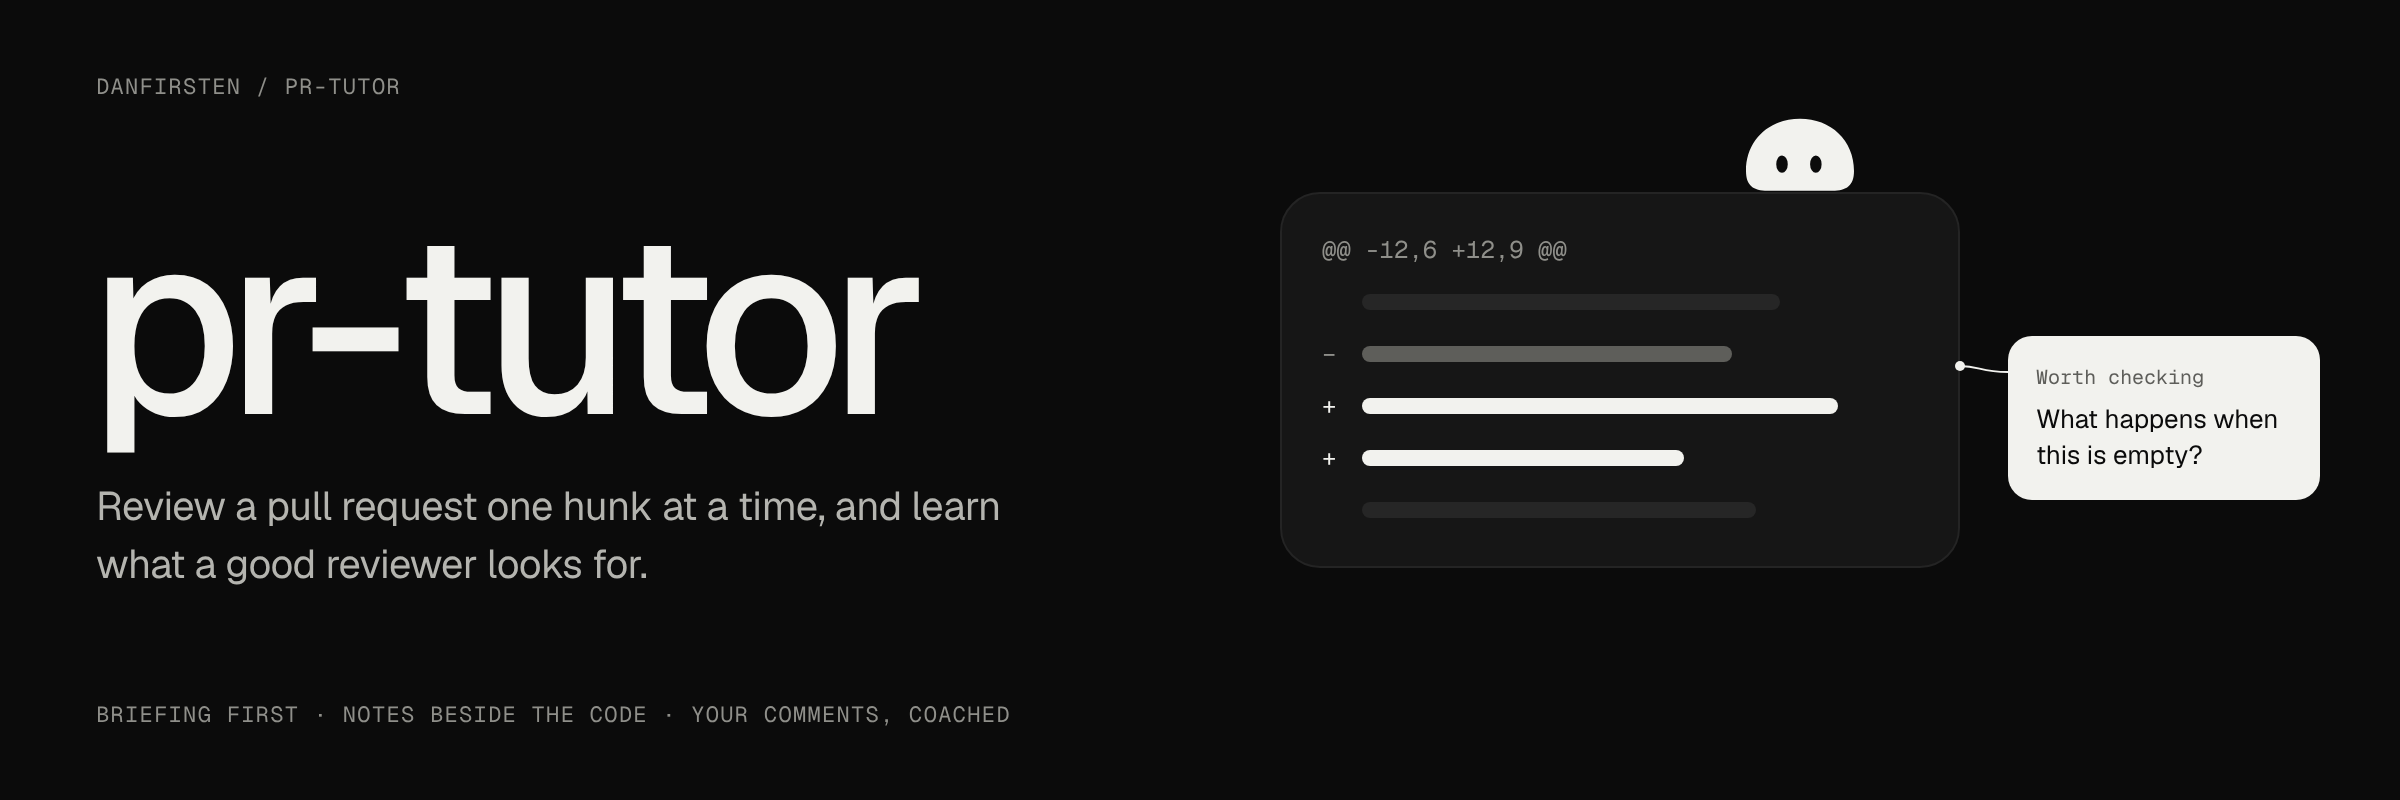 DANFIRSTEN / PR-TUTOR
pr-tutor
Review a pull request one hunk at a time, and learn
what a good reviewer looks for.
BRIEFING FIRST · NOTES BESIDE THE CODE · YOUR COMMENTS, COACHED
@@ -12,6 +12,9 @@
-
+
+
Worth checking
What happens when
this is empty?